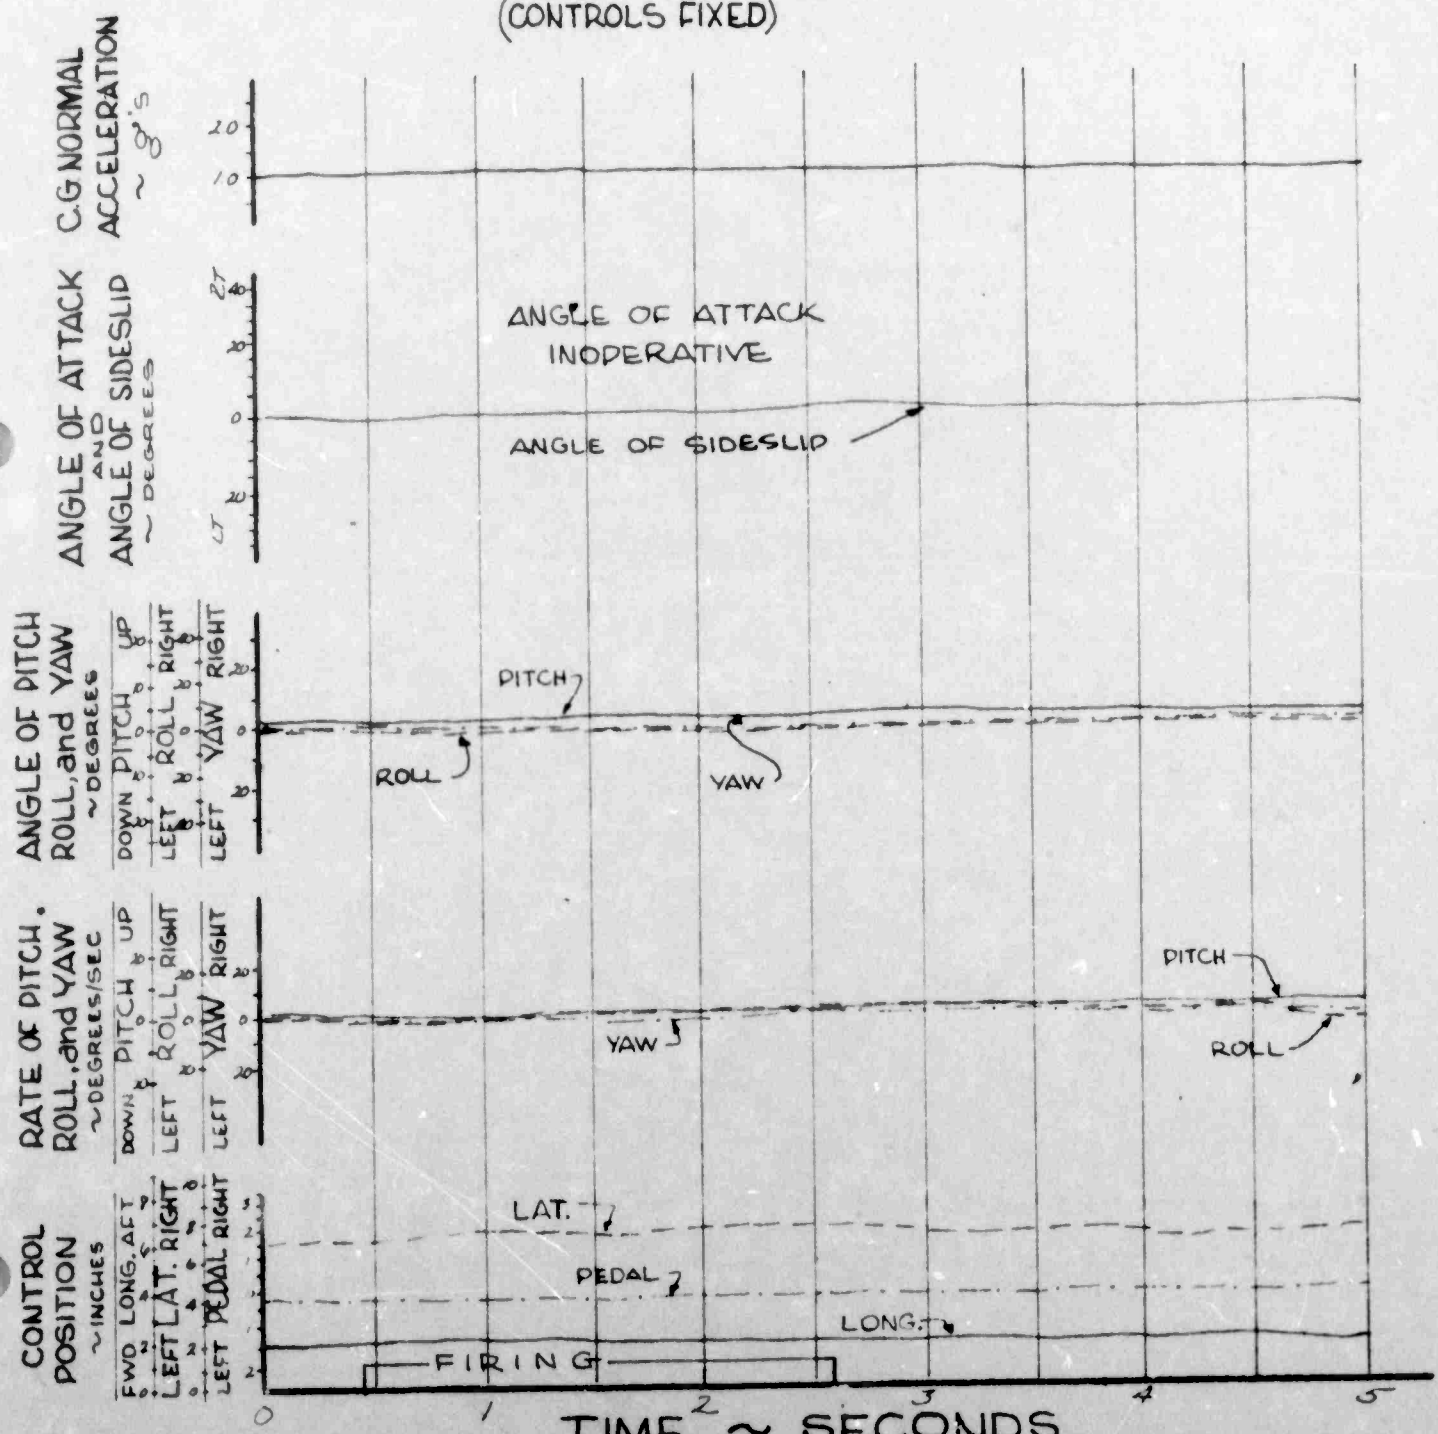 (CONTROLS FIXED)
C.G. NORMAL
ACCELERATION
~ g's
2.0
1.0
ANGLE OF ATTACK
AND
ANGLE OF SIDESLIP
~ DEGREES
RT
40
20
0
20
LT
ANGLE OF ATTACK
INOPERATIVE
ANGLE OF SIDESLIP
ANGLE OF PITCH
ROLL, and YAW
~DEGREES
DOWN PITCH UP
LEFT ROLL RIGHT
LEFT YAW RIGHT
20
0
20
PITCH
ROLL
YAW
RATE OF PITCH,
ROLL, and YAW
~DEGREES/SEC
DOWN PITCH UP
LEFT ROLL RIGHT
LEFT YAW RIGHT
20
0
20
PITCH
YAW
ROLL
CONTROL
POSITION
~INCHES
FWD LONG. AFT
LEFT LAT. RIGHT
LEFT PEDAL RIGHT
LAT.
PEDAL
LONG.
FIRING
0 1 2 3 4 5
TIME ~ SECONDS